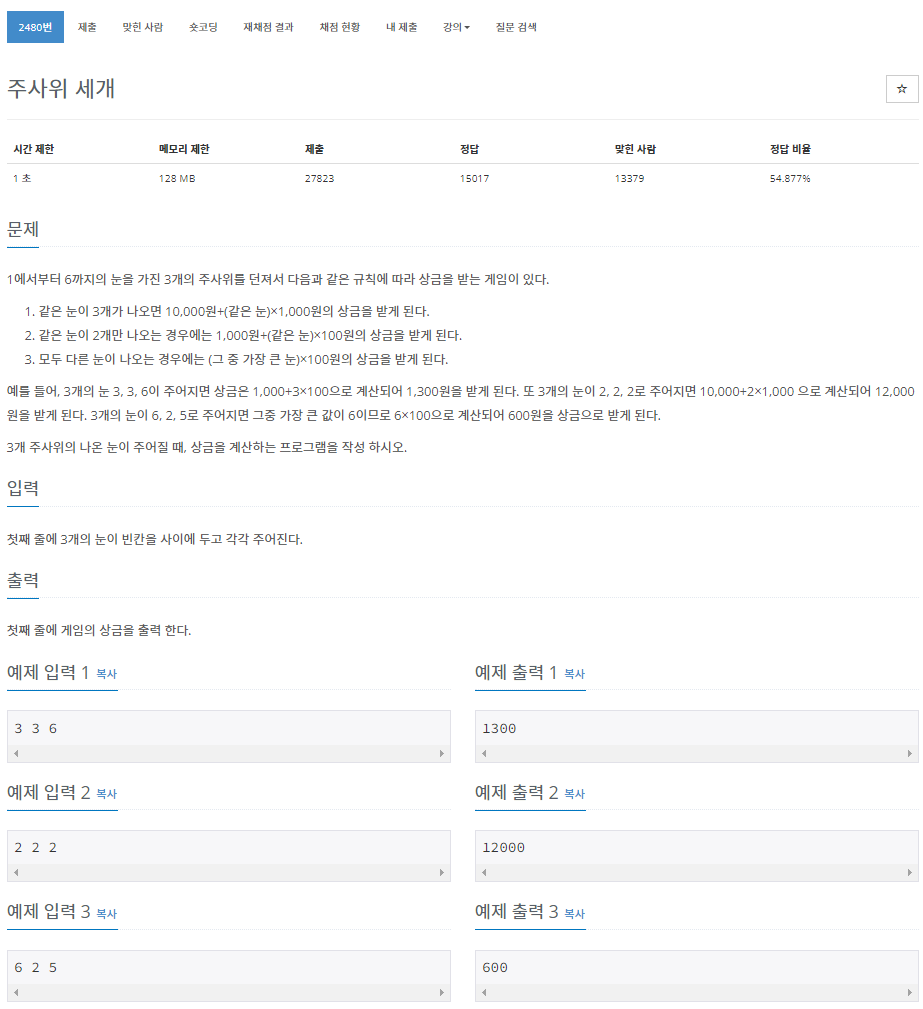 2480번 제출 맞힌 사람 숏코딩 재채점 결과 채점 현황 내 제출 강의 질문 검색
주사위 세개
시간 제한 메모리 제한 제출 정답 맞힌 사람 정답 비율
1 초 128 MB 27823 15017 13379 54.877%
문제
1에서부터 6까지의 눈을 가진 3개의 주사위를 던져서 다음과 같은 규칙에 따라 상금을 받는 게임이 있다.
1. 같은 눈이 3개가 나오면 10,000원+(같은 눈)×1,000원의 상금을 받게 된다.
2. 같은 눈이 2개만 나오는 경우에는 1,000원+(같은 눈)×100원의 상금을 받게 된다.
3. 모두 다른 눈이 나오는 경우에는 (그 중 가장 큰 눈)×100원의 상금을 받게 된다.
예를 들어, 3개의 눈 3, 3, 6이 주어지면 상금은 1,000+3×100으로 계산되어 1,300원을 받게 된다. 또 3개의 눈이 2, 2, 2로 주어지면 10,000+2×1,000 으로 계산되어 12,000
원을 받게 된다. 3개의 눈이 6, 2, 5로 주어지면 그중 가장 큰 값이 6이므로 6×100으로 계산되어 600원을 상금으로 받게 된다.
3개 주사위의 나온 눈이 주어질 때, 상금을 계산하는 프로그램을 작성 하시오.
입력
첫째 줄에 3개의 눈이 빈칸을 사이에 두고 각각 주어진다.
출력
첫째 줄에 게임의 상금을 출력 한다.
예제 입력 1 복사
3 3 6
예제 출력 1 복사
1300
예제 입력 2 복사
2 2 2
예제 출력 2 복사
12000
예제 입력 3 복사
6 2 5
예제 출력 3 복사
600